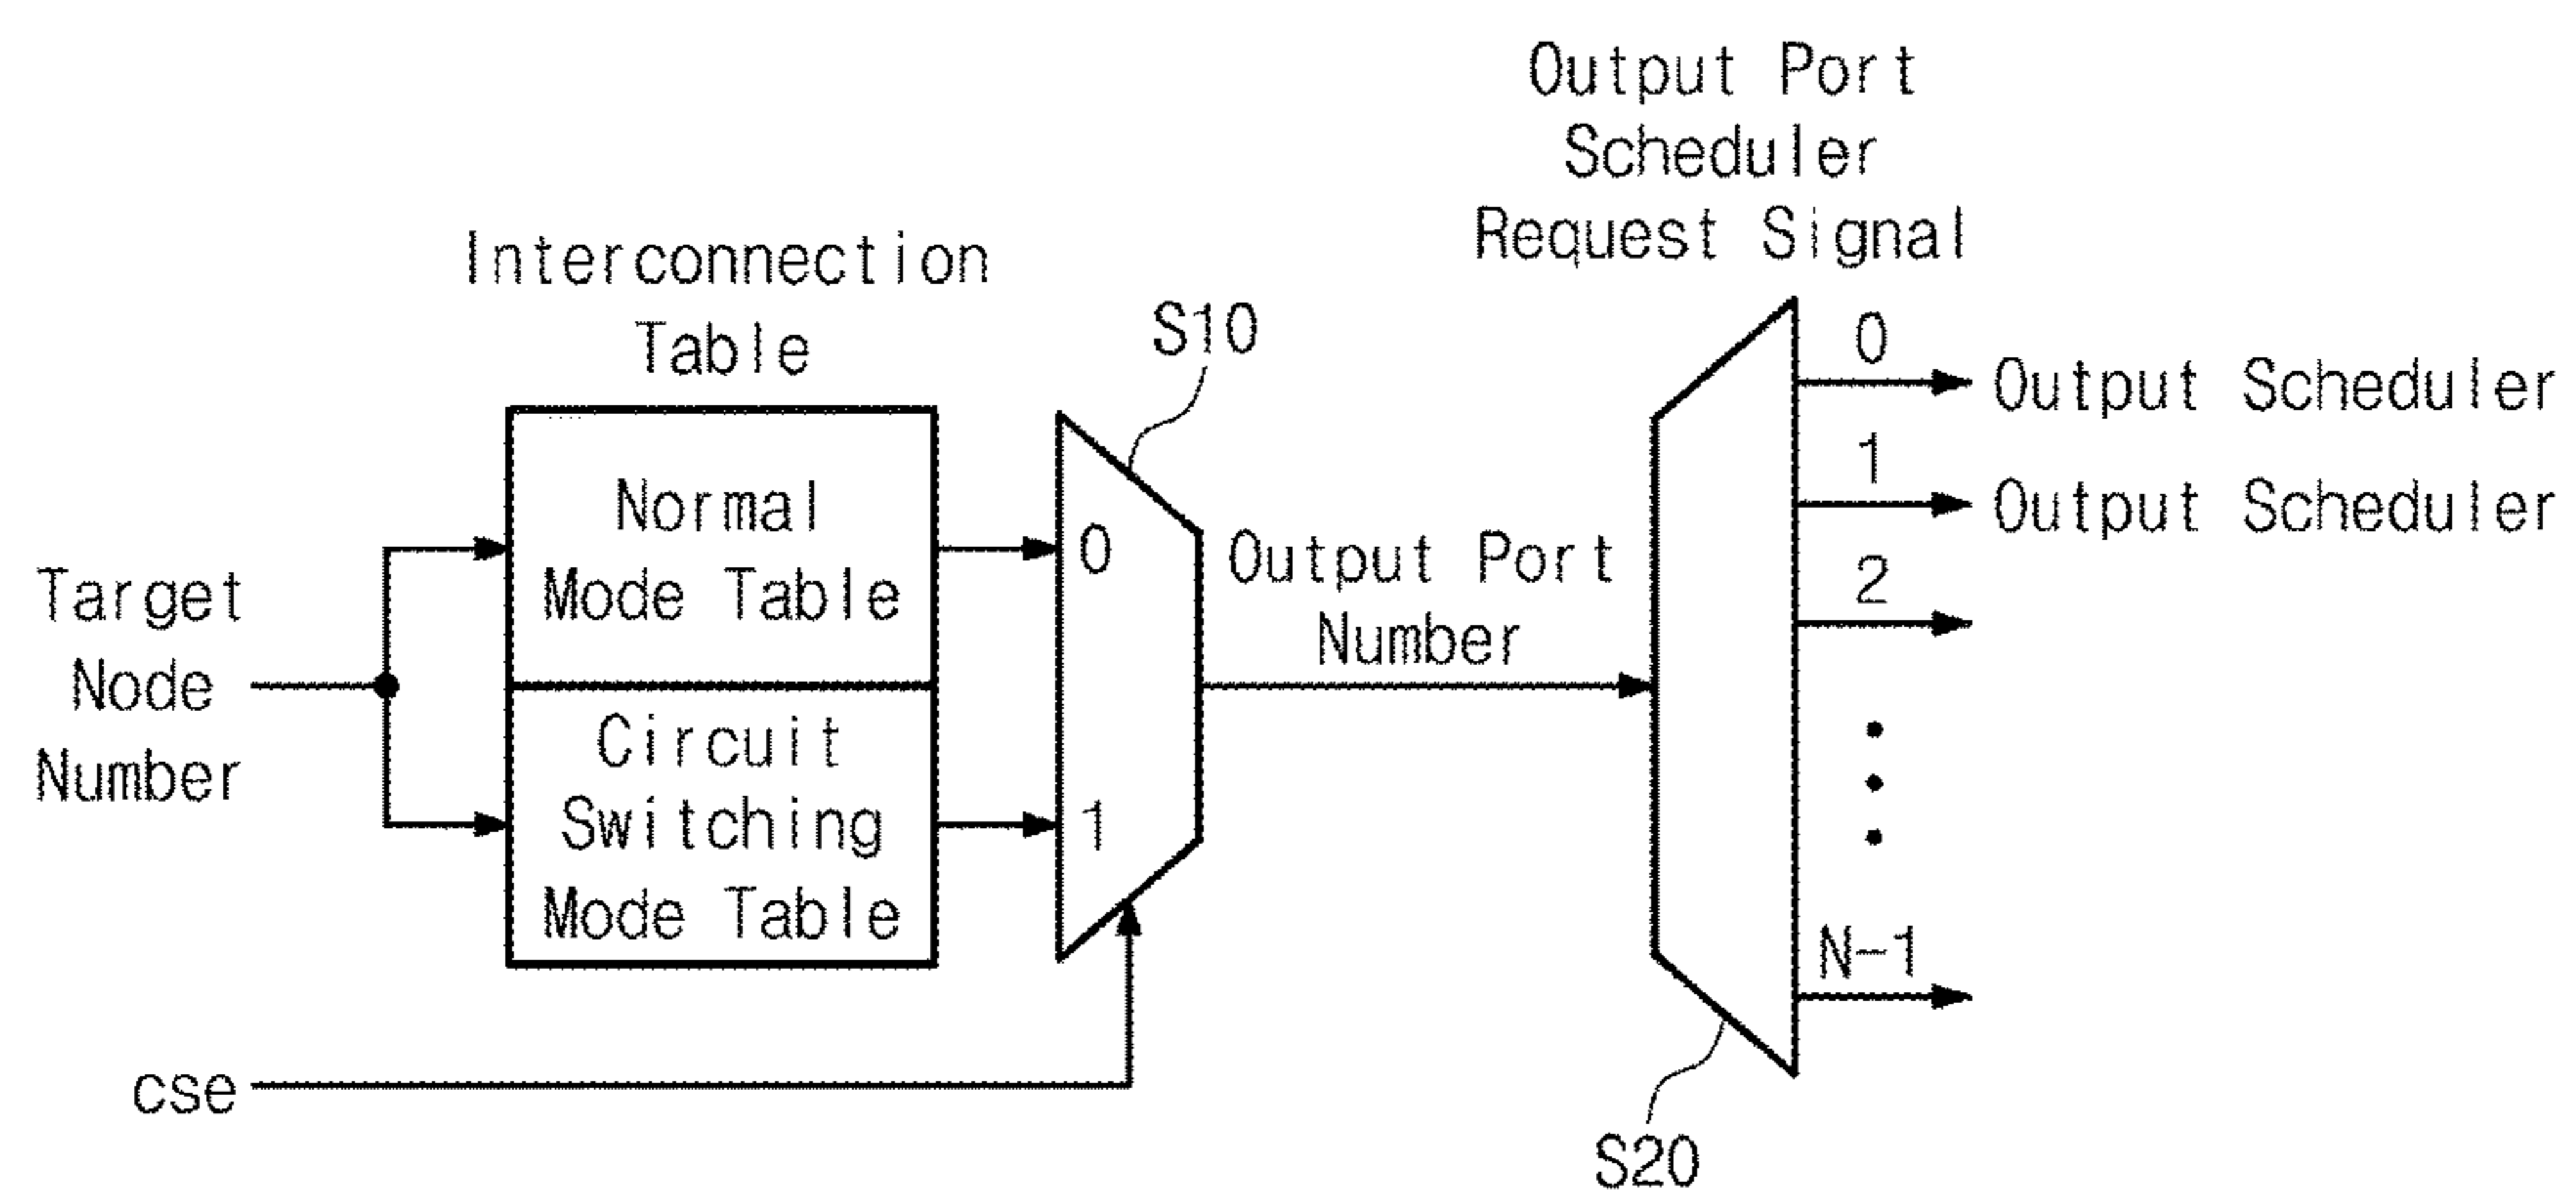 Output Port
Scheduler
Request Signal
Interconnection
Table
S10
0
Output Scheduler
1
Output Scheduler
2
Normal
Mode Table
0
Output Port
Number
Target
Node
Number
Circuit
Switching
Mode Table
1
N-1
cse
S20